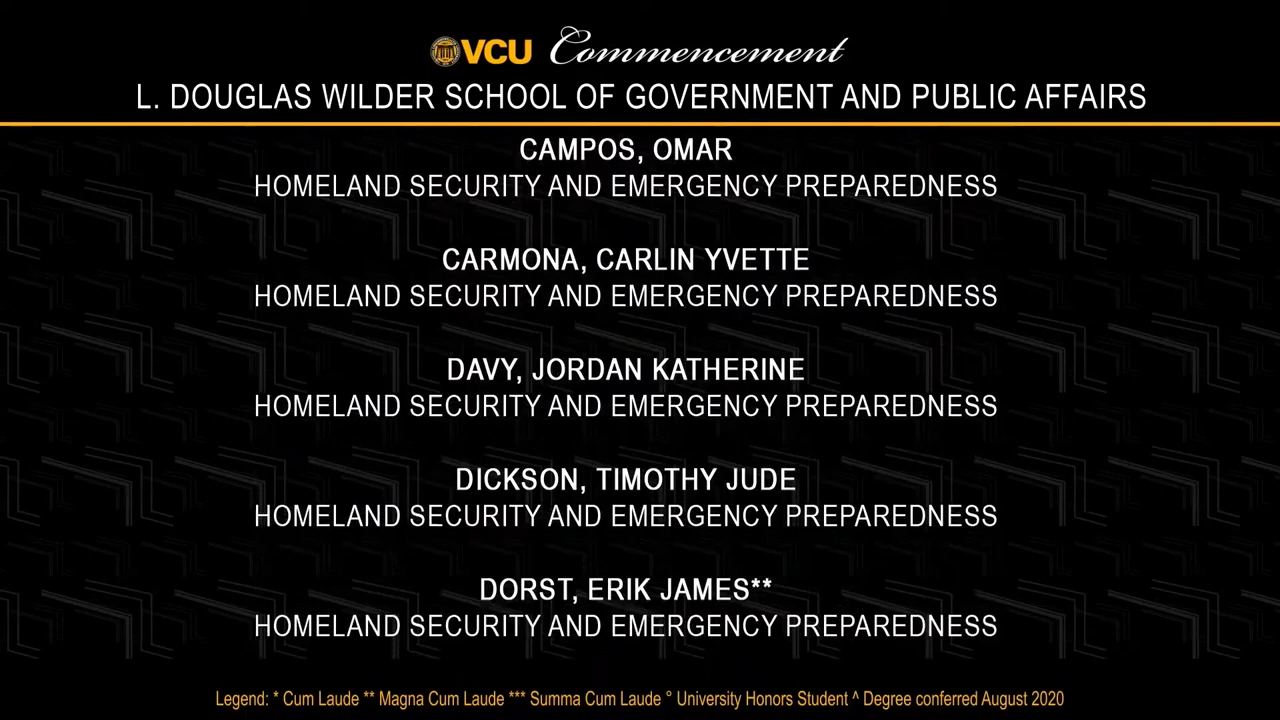 VCU Commencement
L. DOUGLAS WILDER SCHOOL OF GOVERNMENT AND PUBLIC AFFAIRS
CAMPOS, OMAR
HOMELAND SECURITY AND EMERGENCY PREPAREDNESS
CARMONA, CARLIN YVETTE
HOMELAND SECURITY AND EMERGENCY PREPAREDNESS
DAVY, JORDAN KATHERINE
HOMELAND SECURITY AND EMERGENCY PREPAREDNESS
DICKSON, TIMOTHY JUDE
HOMELAND SECURITY AND EMERGENCY PREPAREDNESS
DORST, ERIK JAMES**
HOMELAND SECURITY AND EMERGENCY PREPAREDNESS
Legend: * Cum Laude ** Magna Cum Laude *** Summa Cum Laude ° University Honors Student ^ Degree conferred August 2020